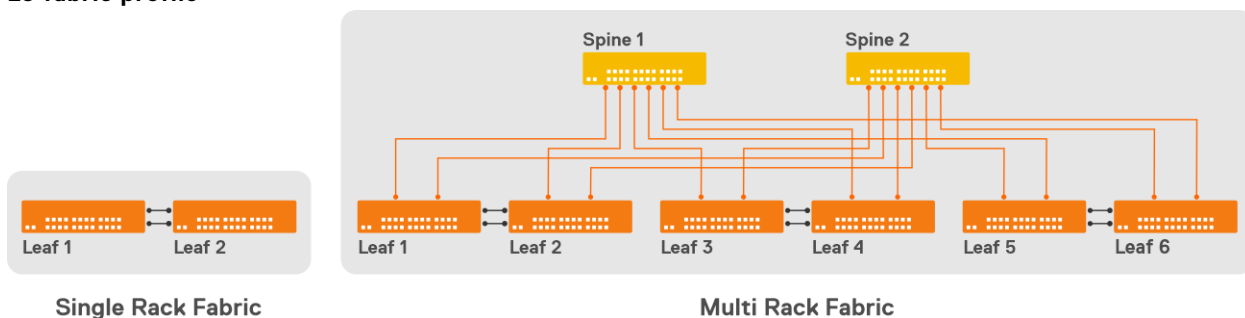 Spine 1 Spine 2
Leaf 1 Leaf 2 Leaf 1 Leaf 2 Leaf 3 Leaf 4 Leaf 5 Leaf 6
Single Rack Fabric Multi Rack Fabric